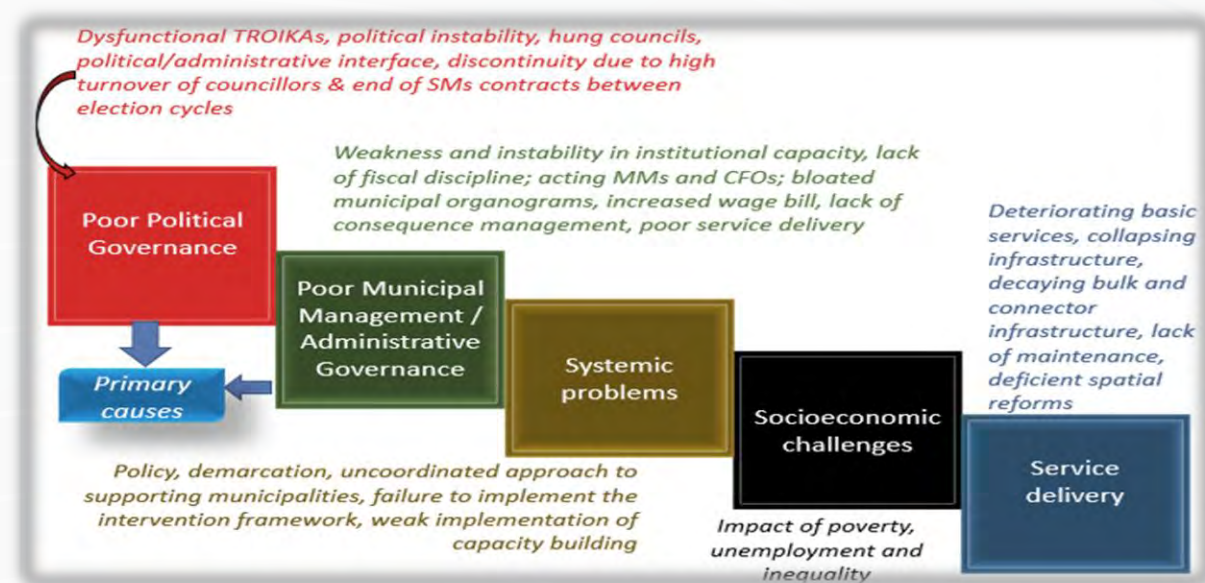 Dysfunctional TROIKAs, political instability, hung councils,
political/administrative interface, discontinuity due to high
turnover of councillors & end of SMs contracts between
election cycles
Poor Political
Governance
Primary
causes
Weakness and instability in institutional capacity, lack
of fiscal discipline; acting MMs and CFOs; bloated
municipal organograms, increased wage bill, lack of
consequence management, poor service delivery
Poor Municipal
Management /
Administrative
Governance
Systemic
problems
Policy, demarcation, uncoordinated approach to
supporting municipalities, failure to implement the
intervention framework, weak implementation of
capacity building
Socioeconomic
challenges
Impact of poverty,
unemployment and
inequality
Deteriorating basic
services, collapsing
infrastructure,
decaying bulk and
connector
infrastructure, lack
of maintenance,
deficient spatial
reforms
Service
delivery